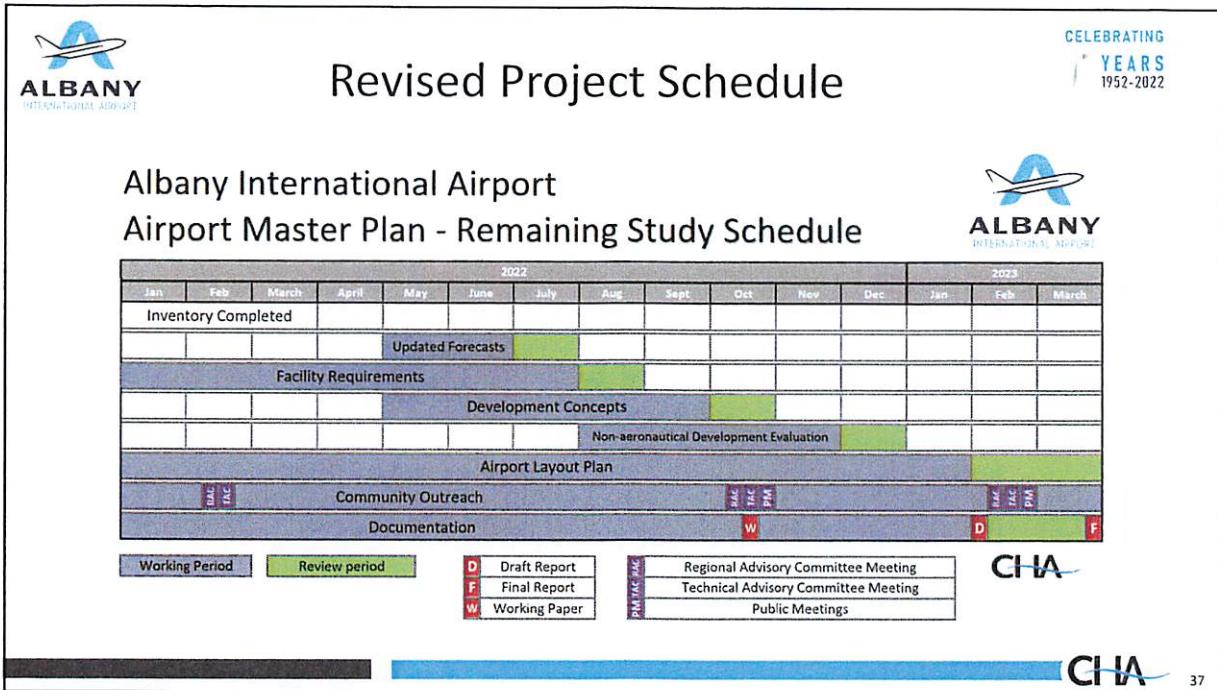 ALBANY
INTERNATIONAL AIRPORT
Revised Project Schedule
CELEBRATING
YEARS
1952-2022
Albany International Airport
Airport Master Plan - Remaining Study Schedule
ALBANY
INTERNATIONAL AIRPORT
2022 2023
Jan Feb March April May June July Aug Sept Oct Nov Dec Jan Feb March
Inventory Completed
Updated Forecasts
Facility Requirements
Development Concepts
Non-aeronautical Development Evaluation
Airport Layout Plan
RAC TAC Community Outreach RAC TAC PM RAC TAC PM
Documentation W D F
Working Period Review period
D Draft Report
F Final Report
W Working Paper
RAC Regional Advisory Committee Meeting
TAC Technical Advisory Committee Meeting
PM Public Meetings
CHA
CHA
37